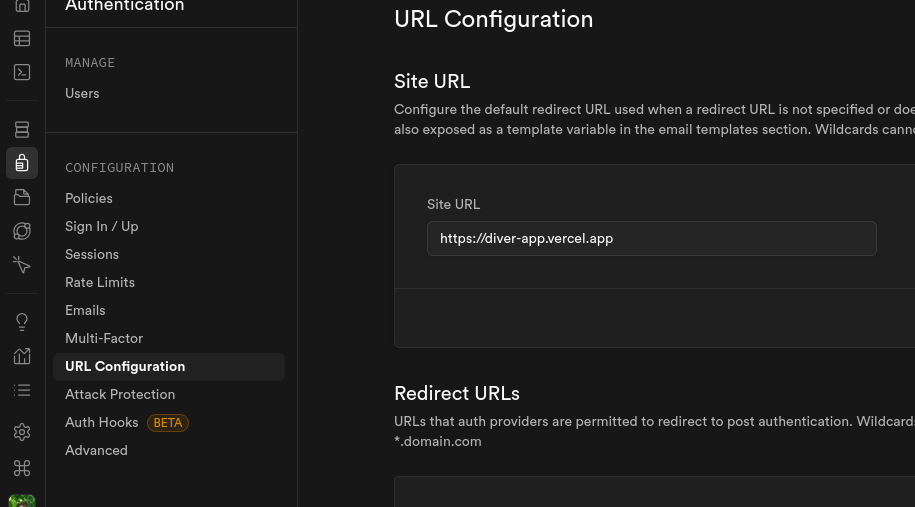 Authentication
MANAGE
Users
CONFIGURATION
Policies
Sign In / Up
Sessions
Rate Limits
Emails
Multi-Factor
URL Configuration
Attack Protection
Auth Hooks BETA
Advanced
URL Configuration
Site URL
Configure the default redirect URL used when a redirect URL is not specified or doe
also exposed as a template variable in the email templates section. Wildcards cann
Site URL
https://diver-app.vercel.app
Redirect URLs
URLs that auth providers are permitted to redirect to post authentication. Wildcards
*.domain.com